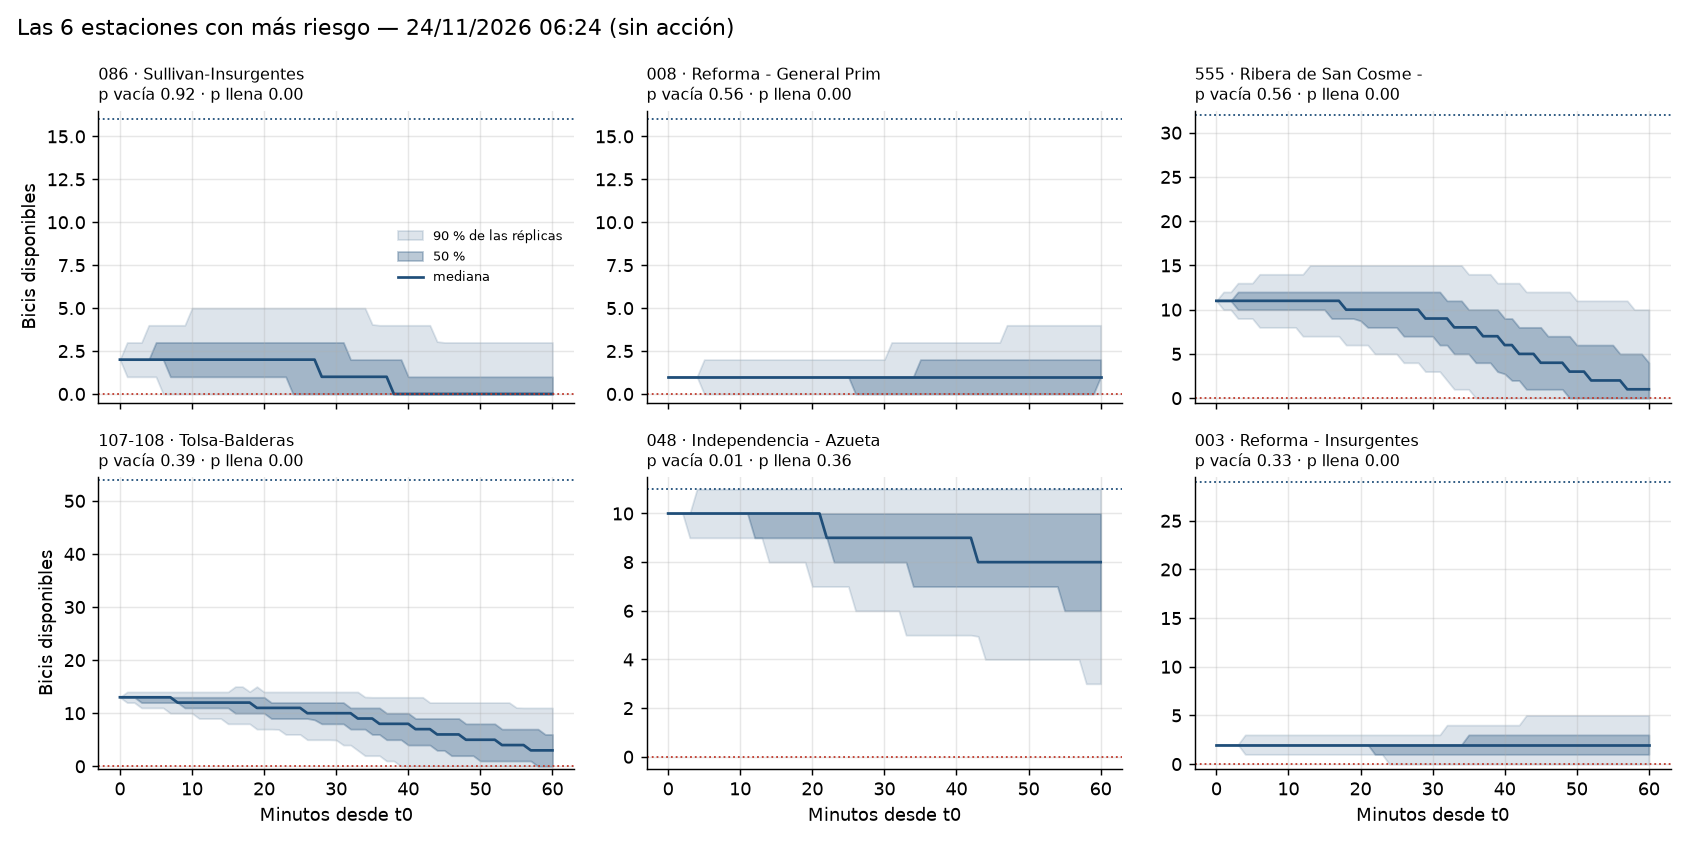 Las 6 estaciones con más riesgo — 24/11/2026 06:24 (sin acción)
086 · Sullivan-Insurgentes
p vacía 0.92 · p llena 0.00
15.0
12.5
10.0
7.5
5.0
2.5
0.0
Bicis disponibles
90 % de las réplicas
50 %
mediana
008 · Reforma - General Prim
p vacía 0.56 · p llena 0.00
15.0
12.5
10.0
7.5
5.0
2.5
0.0
555 · Ribera de San Cosme -
p vacía 0.56 · p llena 0.00
30
25
20
15
10
5
0
107-108 · Tolsa-Balderas
p vacía 0.39 · p llena 0.00
50
40
30
20
10
0
Bicis disponibles
0 10 20 30 40 50 60
Minutos desde t0
048 · Independencia - Azueta
p vacía 0.01 · p llena 0.36
10
8
6
4
2
0
0 10 20 30 40 50 60
Minutos desde t0
003 · Reforma - Insurgentes
p vacía 0.33 · p llena 0.00
25
20
15
10
5
0
0 10 20 30 40 50 60
Minutos desde t0